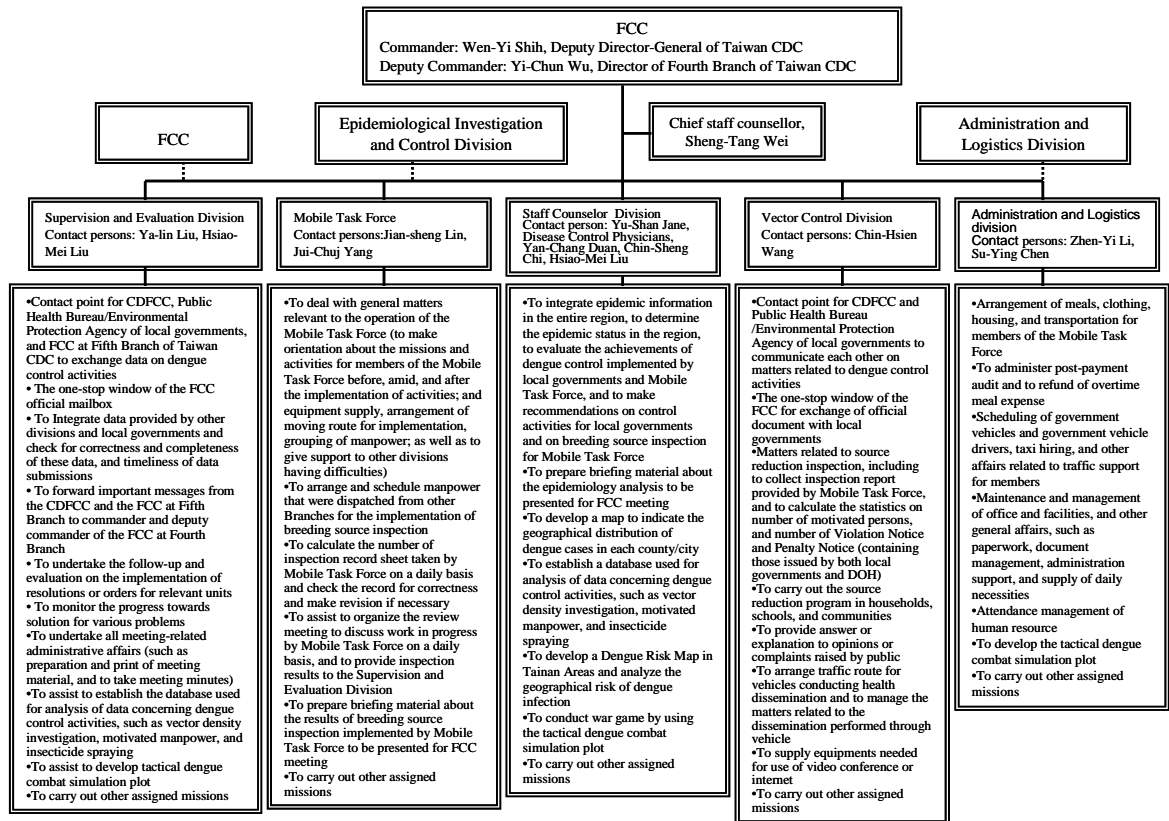 FCC
Commander: Wen-Yi Shih, Deputy Director-General of Taiwan CDC
Deputy Commander: Yi-Chun Wu, Director of Fourth Branch of Taiwan CDC
FCC
Epidemiological Investigation
and Control Division
Chief staff counsellor,
Sheng-Tang Wei
Administration and
Logistics Division
Supervision and Evaluation Division
Contact persons: Ya-lin Liu, Hsiao-
Mei Liu
Mobile Task Force
Contact persons:Jian-sheng Lin,
Jui-Chuj Yang
Staff Counselor Division
Contact person: Yu-Shan Jane,
Disease Control Physicians,
Yan-Chang Duan, Chin-Sheng
Chi, Hsiao-Mei Liu
Vector Control Division
Contact persons: Chin-Hsien
Wang
Administration and Logistics
division
Contact persons: Zhen-Yi Li,
Su-Ying Chen
•Contact point for CDFCC, Public
Health Bureau/Environmental
Protection Agency of local governments,
and FCC at Fifth Branch of Taiwan
CDC to exchange data on dengue
control activities
• The one-stop window of the FCC
official mailbox
• To Integrate data provided by other
divisions and local governments and
check for correctness and completeness
of these data, and timeliness of data
submissions
• To forward important messages from
the CDFCC and the FCC at Fifth
Branch to commander and deputy
commander of the FCC at Fourth
Branch
• To undertake the follow-up and
evaluation on the implementation of
resolutions or orders for relevant units
• To monitor the progress towards
solution for various problems
• To undertake all meeting-related
administrative affairs (such as
preparation and print of meeting
material, and to take meeting minutes)
•To assist to establish the database used
for analysis of data concerning dengue
control activities, such as vector density
investigation, motivated manpower, and
insecticide spraying
•To assist to develop tactical dengue
combat simulation plot
•To carry out other assigned missions
•To deal with general matters
relevant to the operation of the
Mobile Task Force (to make
orientation about the missions and
activities for members of the Mobile
Task Force before, amid, and after
the implementation of activities; and
equipment supply, arrangement of
moving route for implementation,
grouping of manpower; as well as to
give support to other divisions
having difficulties)
•To arrange and schedule manpower
that were dispatched from other
Branches for the implementation of
breeding source inspection
•To calculate the number of
inspection record sheet taken by
Mobile Task Force on a daily basis
and check the record for correctness
and make revision if necessary
•To assist to organize the review
meeting to discuss work in progress
by Mobile Task Force on a daily
basis, and to provide inspection
results to the Supervision and
Evaluation Division
•To prepare briefing material about
the results of breeding source
inspection implemented by Mobile
Task Force to be presented for FCC
meeting
•To carry out other assigned
missions
•To integrate epidemic information
in the entire region, to determine
the epidemic status in the region,
to evaluate the achievements of
dengue control implemented by
local governments and Mobile
Task Force, and to make
recommendations on control
activities for local governments
and on breeding source inspection
for Mobile Task Force
•To prepare briefing material about
the epidemiology analysis to be
presented for FCC meeting
•To develop a map to indicate the
geographical distribution of
dengue cases in each county/city
•To establish a database used for
analysis of data concerning dengue
control activities, such as vector
density investigation, motivated
manpower, and insecticide
spraying
•To develop a Dengue Risk Map in
Tainan Areas and analyze the
geographical risk of dengue
infection
•To conduct war game by using
the tactical dengue combat
simulation plot
•To carry out other assigned
missions
•Contact point for CDFCC and
Public Health Bureau
/Environmental Protection
Agency of local governments to
communicate each other on
matters related to dengue control
activities
•The one-stop window of the
FCC for exchange of official
document with local
governments
•Matters related to source
reduction inspection, including
to collect inspection report
provided by Mobile Task Force,
and to calculate the statistics on
number of motivated persons,
and number of Violation Notice
and Penalty Notice (containing
those issued by both local
governments and DOH)
•To carry out the source
reduction program in households,
schools, and communities
•To provide answer or
explanation to opinions or
complaints raised by public
•To arrange traffic route for
vehicles conducting health
dissemination and to manage the
matters related to the
dissemination performed through
vehicle
•To supply equipments needed
for use of video conference or
internet
•To carry out other assigned
missions
•Arrangement of meals, clothing,
housing, and transportation for
members of the Mobile Task
Force
•To administer post-payment
audit and to refund of overtime
meal expense
•Scheduling of government
vehicles and government vehicle
drivers, taxi hiring, and other
affairs related to traffic support
for members
•Maintenance and management
of office and facilities, and other
general affairs, such as
paperwork, document
management, administration
support, and supply of daily
necessities
•Attendance management of
human resource
•To develop the tactical dengue
combat simulation plot
•To carry out other assigned
missions